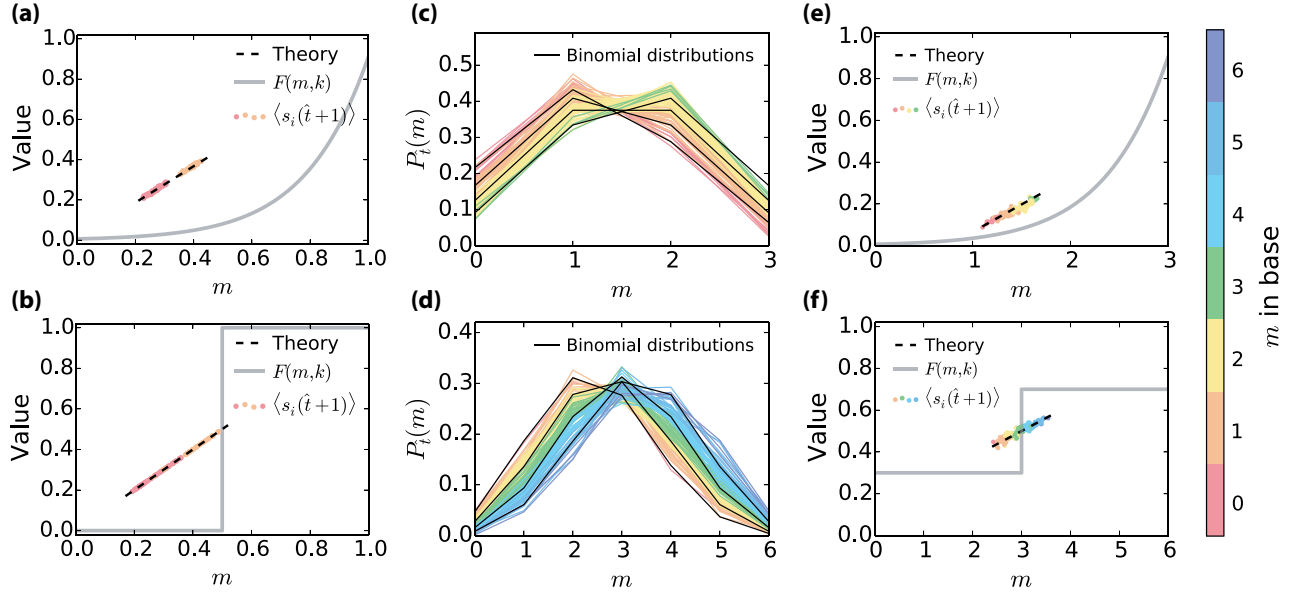 (a)
1.0
0.8
0.6
0.4
0.2
0.0
Value
Theory
F(m,k)
⟨s_i(t̂+1)⟩
0.0 0.2 0.4 0.6 0.8 1.0
m
(c)
0.5
0.4
0.3
0.2
0.1
0.0
P_t(m)
Binomial distributions
0 1 2 3
m
(e)
1.0
0.8
0.6
0.4
0.2
0.0
Value
Theory
F(m,k)
⟨s_i(t̂+1)⟩
0 1 2 3
m
(b)
1.0
0.8
0.6
0.4
0.2
0.0
Value
Theory
F(m,k)
⟨s_i(t̂+1)⟩
0.0 0.2 0.4 0.6 0.8 1.0
m
(d)
0.4
0.3
0.2
0.1
0.0
P_t(m)
Binomial distributions
0 1 2 3 4 5 6
m
(f)
1.0
0.8
0.6
0.4
0.2
0.0
Value
Theory
F(m,k)
⟨s_i(t̂+1)⟩
0 1 2 3 4 5 6
m
6
5
4
3
2
1
0
m in base